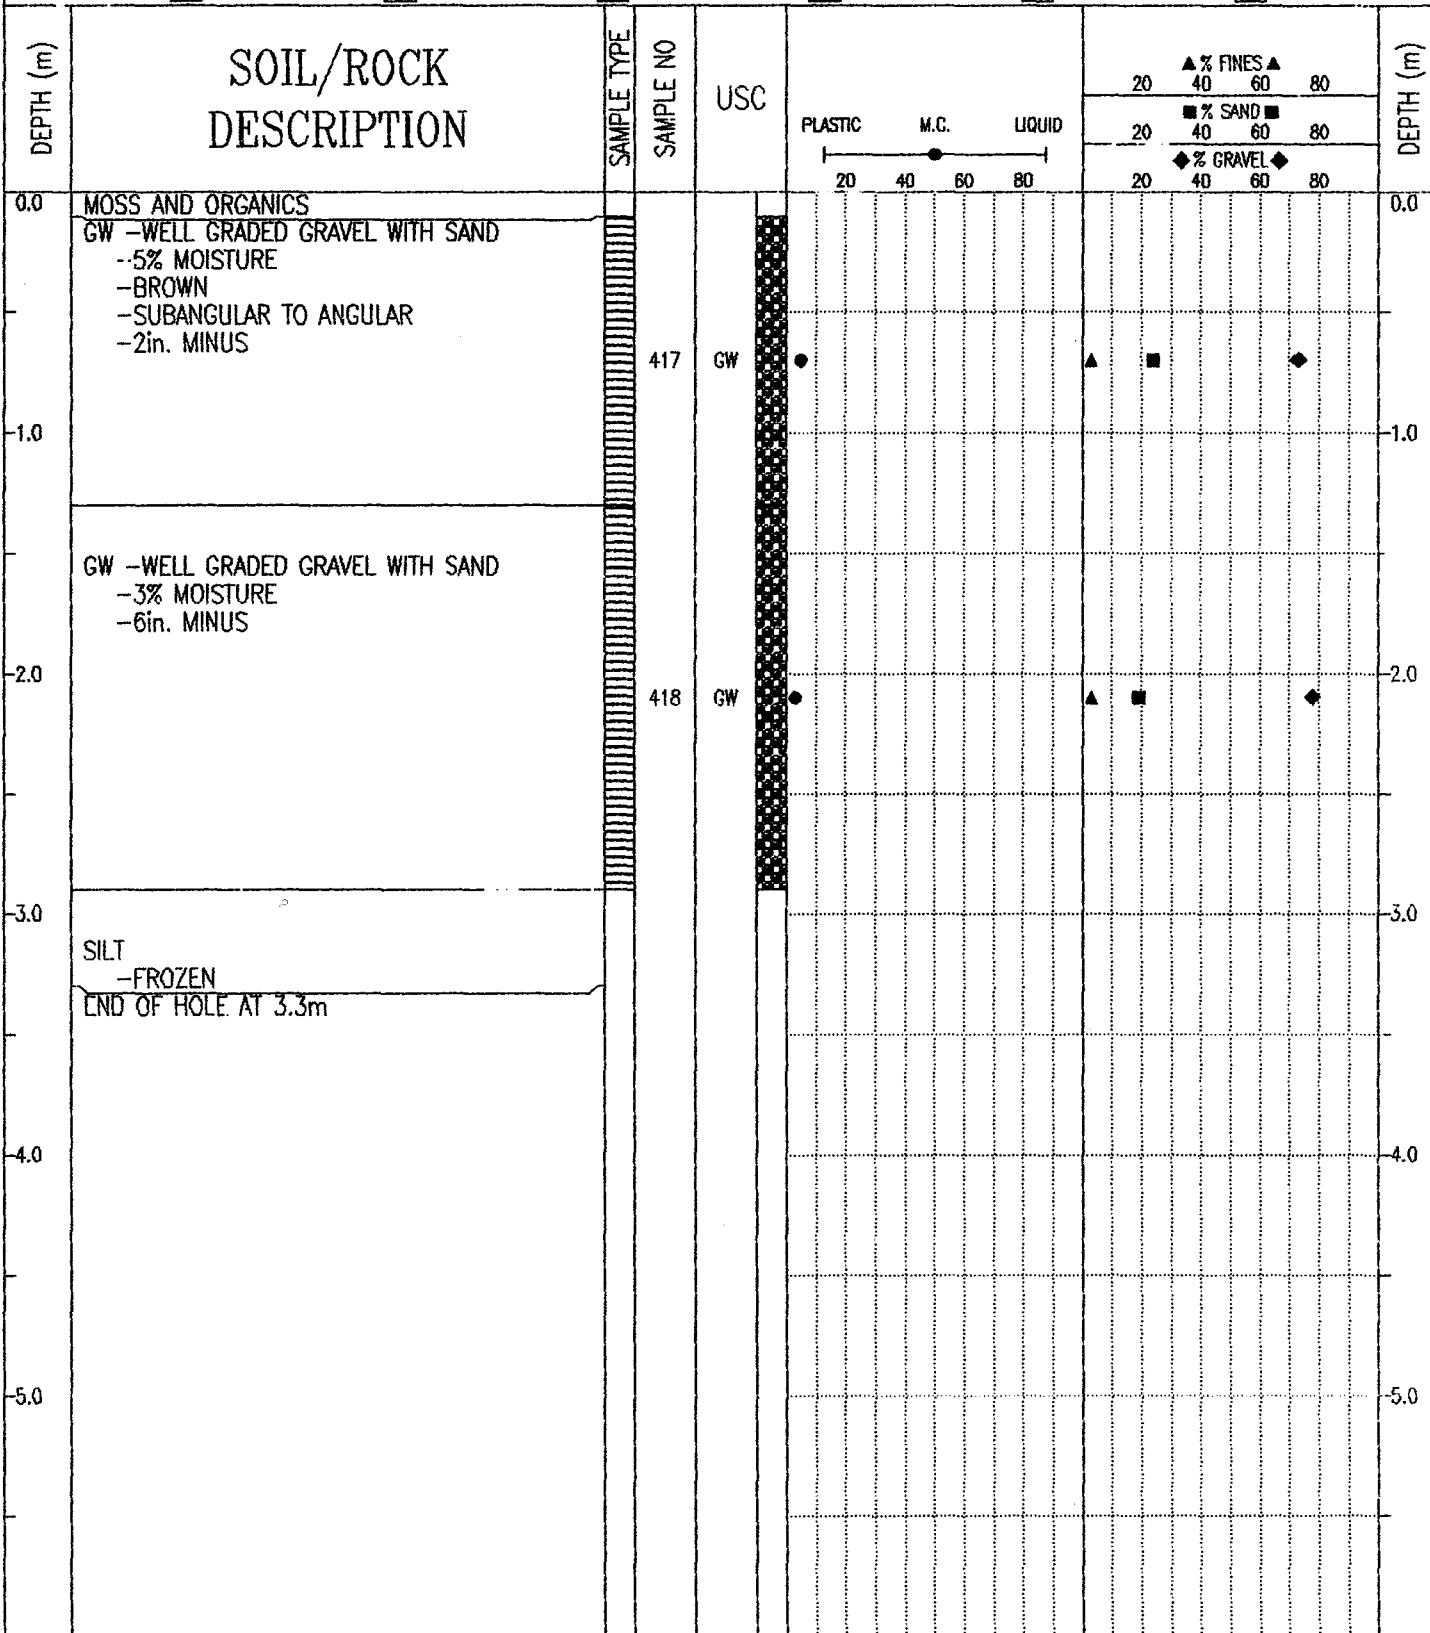 DEPTH (m)
SOIL/ROCK
DESCRIPTION
SAMPLE TYPE
SAMPLE NO
USC
PLASTIC M.C. LIQUID
20 40 60 80
▲ % FINES ▲
20 40 60 80
■ % SAND ■
20 40 60 80
◆ % GRAVEL ◆
20 40 60 80
DEPTH (m)
0.0 MOSS AND ORGANICS 0.0
GW -WELL GRADED GRAVEL WITH SAND
--5% MOISTURE
-BROWN
-SUBANGULAR TO ANGULAR
-2in. MINUS
417 GW
1.0 1.0
GW -WELL GRADED GRAVEL WITH SAND
-3% MOISTURE
-6in. MINUS
2.0 2.0
418 GW
3.0 3.0
SILT
-FROZEN
END OF HOLE AT 3.3m
4.0 4.0
5.0 5.0